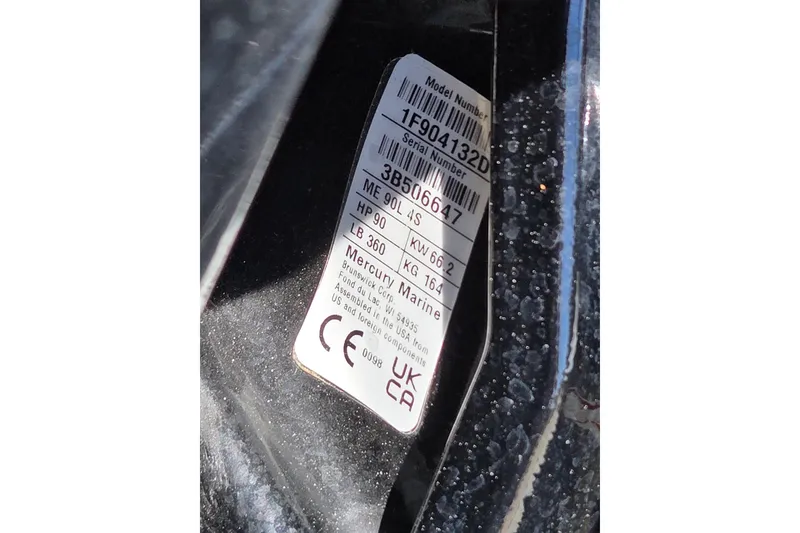 Model Number
1F904132D
Serial Number
3B506647
ME 90L 4S
HP 90 KW 66.2
LB 360 KG 164
Mercury Marine
Brunswick Corp.
Fond du Lac, WI 54935
Assembled in the USA from
US and foreign components
CE 0098 UK
CA